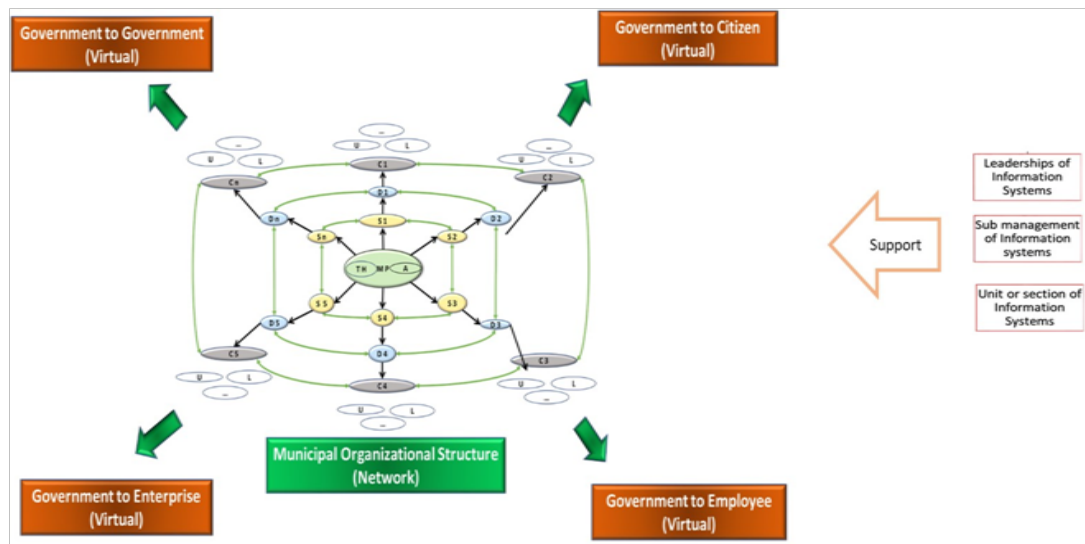 Government to Government
(Virtual)
Government to Citizen
(Virtual)
_
U L
C1
_
U L
Cn
_
U L
C2
Dn
D1
D2
Sn
S1
S2
TH MP A
S5
S4
S3
D5
D4
D3
C5
C4
C3
U L
_
U L
_
U L
_
Leaderships of
Information
Systems
Sub management
of Information
systems
Unit or section of
Information
Systems
Support
Municipal Organizational Structure
(Network)
Government to Enterprise
(Virtual)
Government to Employee
(Virtual)